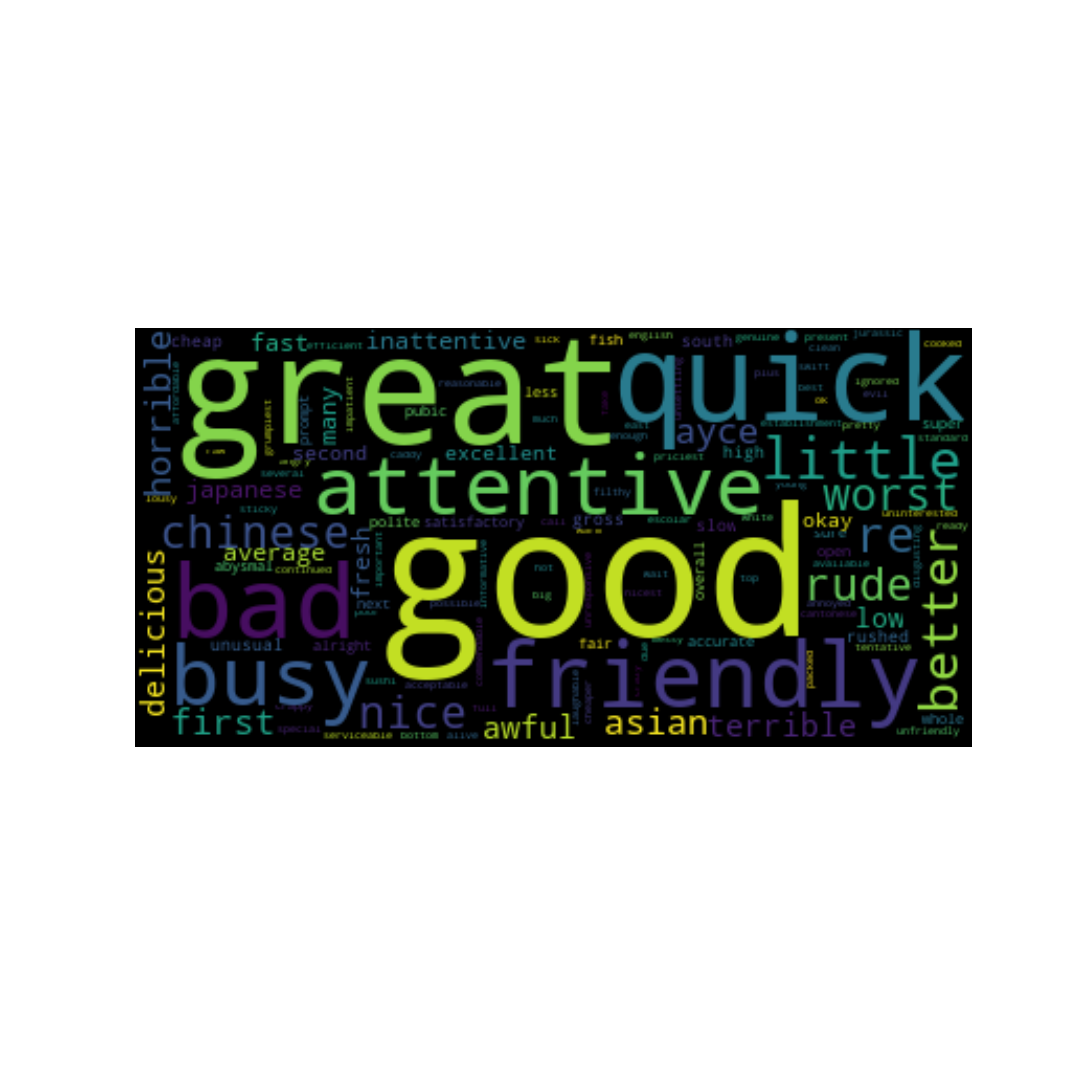 great
quick
good
attentive
friendly
bad
busy
little
worst
chinese
nice
better
rude
re
horrible
delicious
first
awful
asian
terrible
ayce
average
japanese
fast
inattentive
excellent
second
many
fresh
okay
low
high
cheap
efficient
sick
fish
english
south
genuine
present
jurassic
clean
cooked
affordable
reasonable
less
pubic
much
prompt
impatient
grumpiest
swift
best
ok
evil
ignored
establishment
pretty
super
standard
east
enough
priciest
caddy
several
lousy
sticky
filthy
young
polite
satisfactory
call
gross
escolar
slow
white
sure
uninterested
ready
disgusting
open
available
annoyed
cantonese
abysmal
continued
important
informative
not
big
wait
nicest
top
overall
next
possible
unusual
alright
fair
accurate
rushed
tentative
packed
sushi
acceptable
laughable
cheaper
full
special
serviceable
bottom
alive
whole
unfriendly